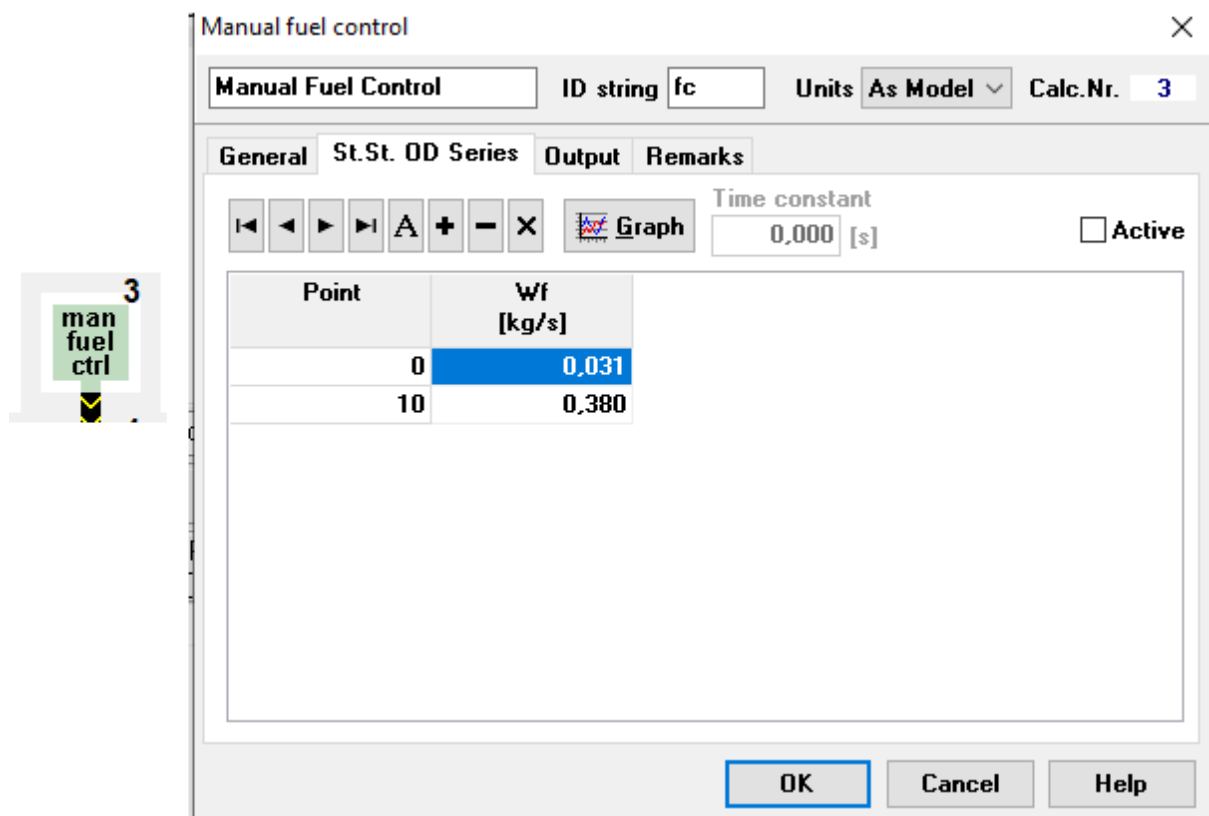 Manual fuel control
Manual Fuel Control ID string fc Units As Model Calc.Nr. 3
General St.St. OD Series Output Remarks
Time constant
A Graph 0,000 [s] Active
Point Wf
[kg/s]
0 0,031
10 0,380
OK Cancel Help
3
man
fuel
ctrl